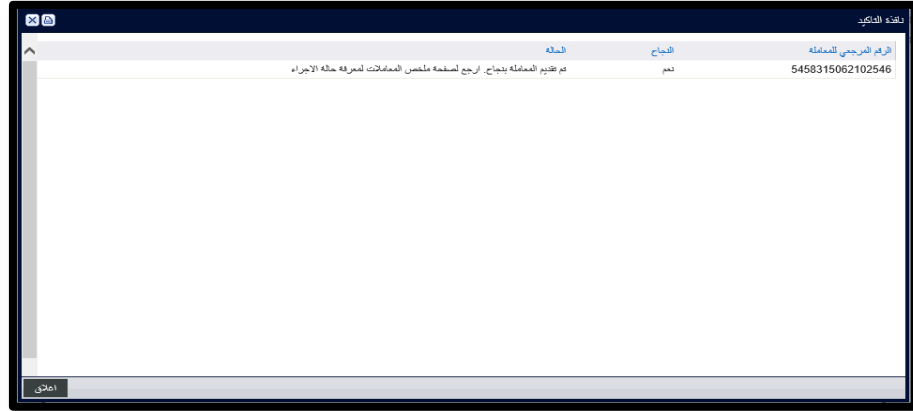 نافذة التاكيد
الرقم المرجعي للمعاملة النجاح الحالة
5458315062102546 نعم تم تقديم المعاملة بنجاح. ارجع لصفحة ملخص المعاملات لمعرفة حالة الاجراء
اغلاق